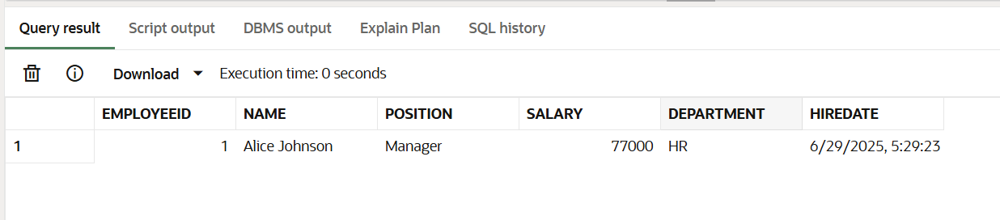 Query result Script output DBMS output Explain Plan SQL history
Download Execution time: 0 seconds
EMPLOYEEID NAME POSITION SALARY DEPARTMENT HIREDATE
1 1 Alice Johnson Manager 77000 HR 6/29/2025, 5:29:23